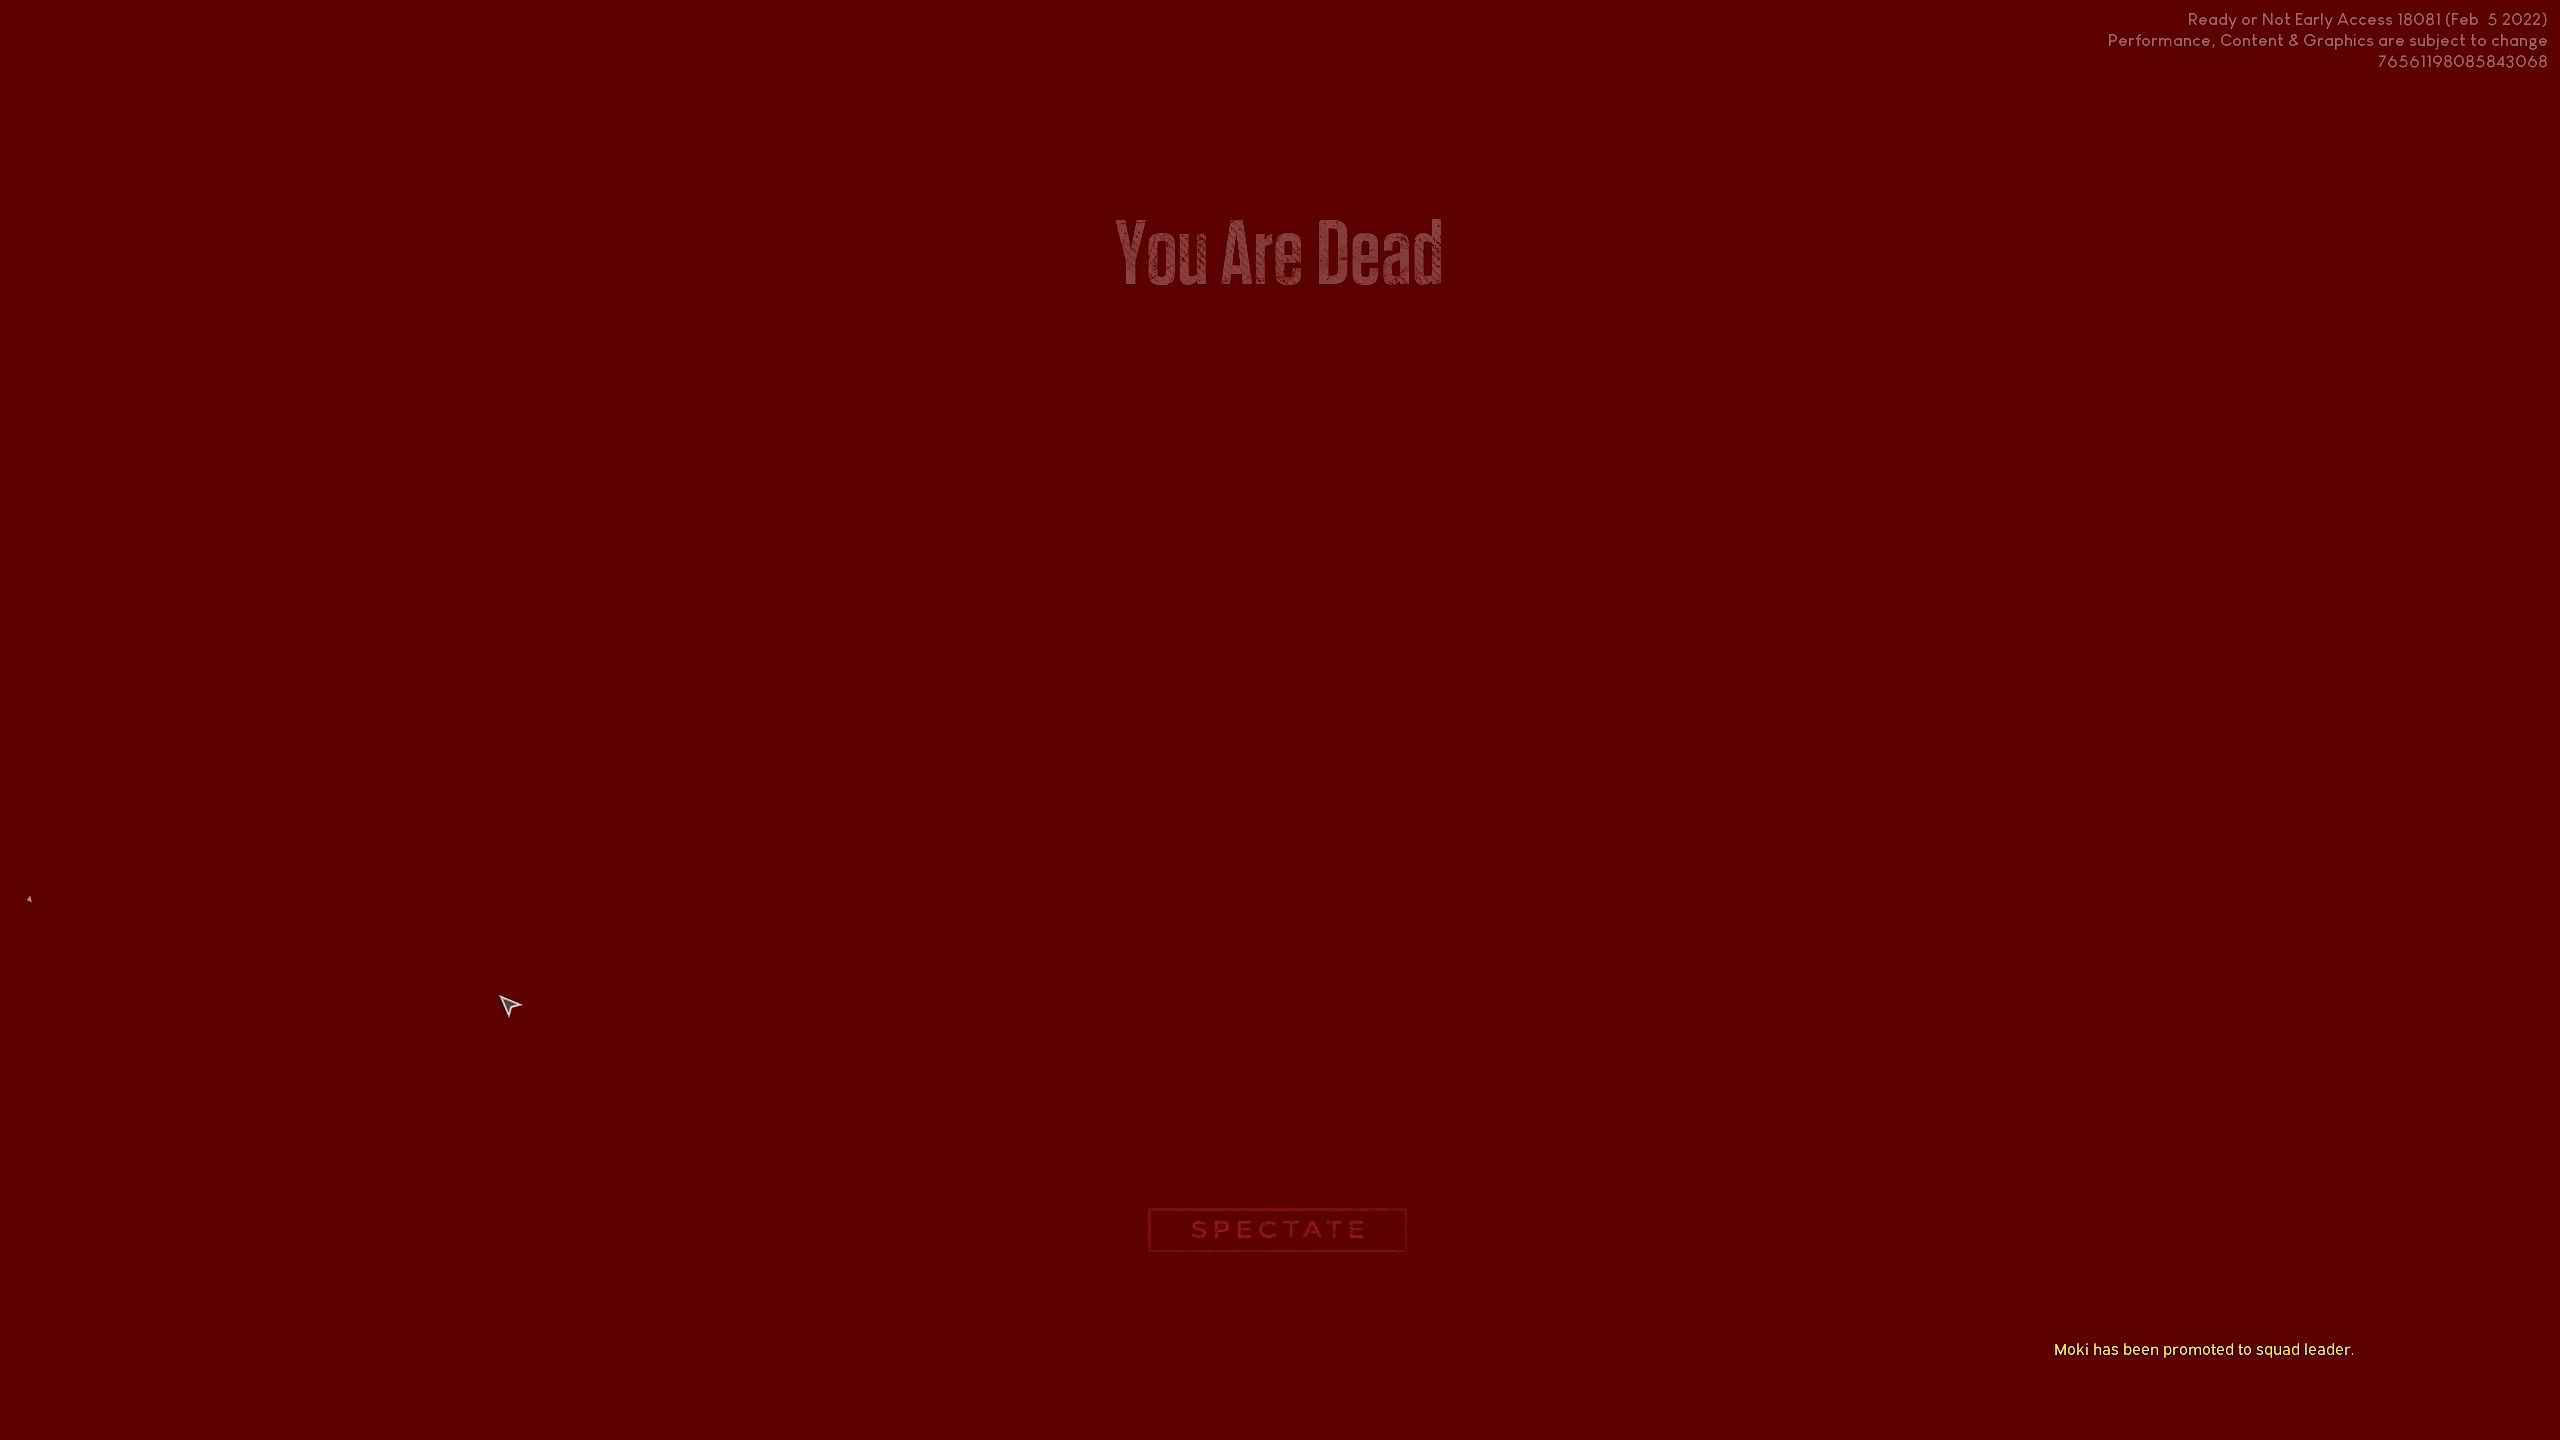 Ready or Not Early Access 18081 (Feb  5 2022)
Performance, Content & Graphics are subject to change
76561198085843068
You Are Dead
SPECTATE
Moki has been promoted to squad leader.